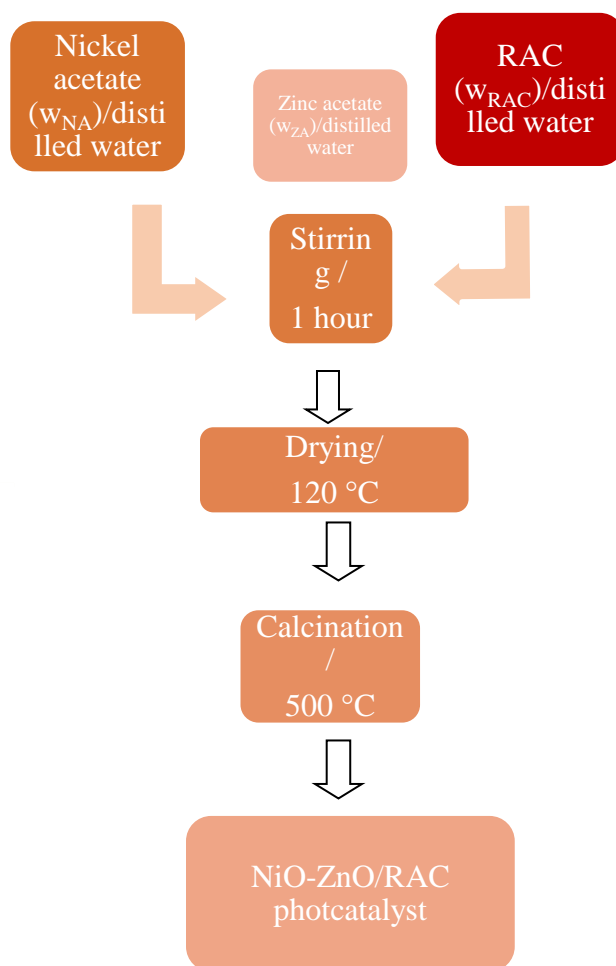 Nickel
acetate
(wNA)/disti
lled water
Zinc acetate
(wZA)/distilled
water
RAC
(wRAC)/disti
lled water
Stirrin
g /
1 hour
Drying/
120 °C
Calcination
/
500 °C
NiO-ZnO/RAC
photcatalyst